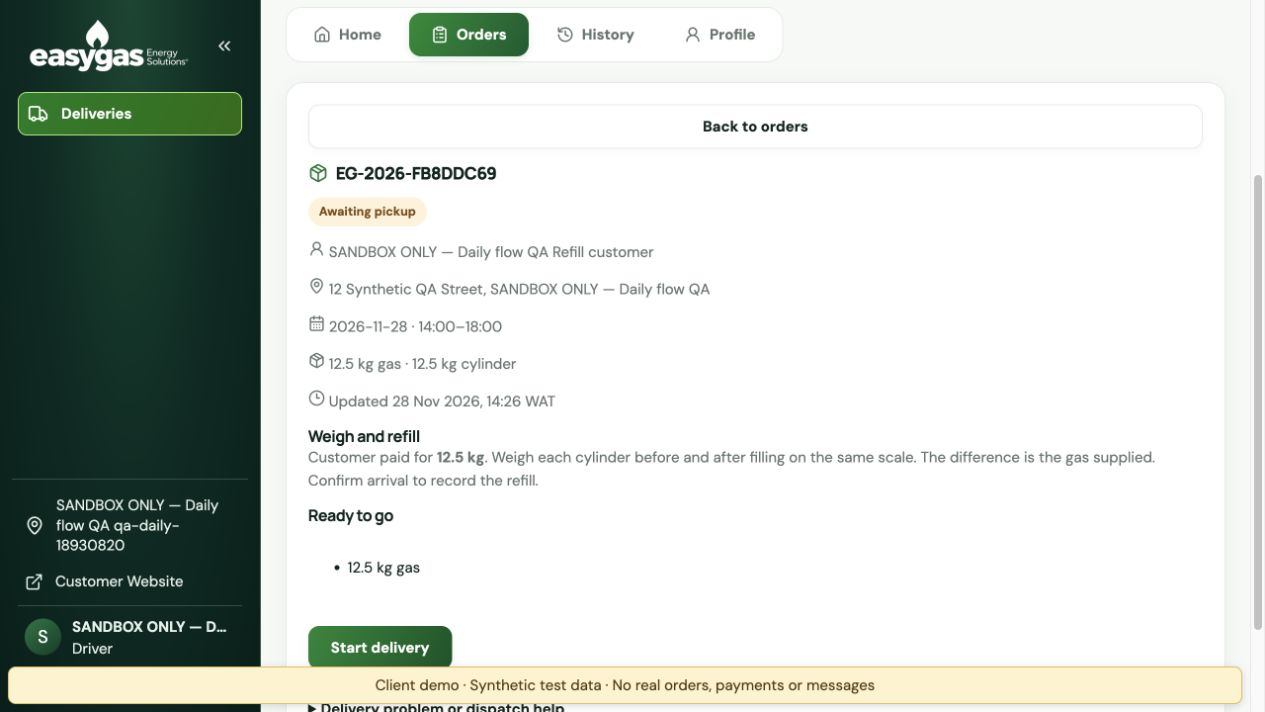 easygas Energy Solutions
Deliveries
SANDBOX ONLY — Daily
flow QA qa-daily-
18930820
Customer Website
S
SANDBOX ONLY — D...
Driver
Home
Orders
History
Profile
Back to orders
EG-2026-FB8DDC69
Awaiting pickup
SANDBOX ONLY — Daily flow QA Refill customer
12 Synthetic QA Street, SANDBOX ONLY — Daily flow QA
2026-11-28 · 14:00–18:00
12.5 kg gas · 12.5 kg cylinder
Updated 28 Nov 2026, 14:26 WAT
Weigh and refill
Customer paid for 12.5 kg. Weigh each cylinder before and after filling on the same scale. The difference is the gas supplied.
Confirm arrival to record the refill.
Ready to go
• 12.5 kg gas
Start delivery
Client demo · Synthetic test data · No real orders, payments or messages
Delivery problem or dispatch help